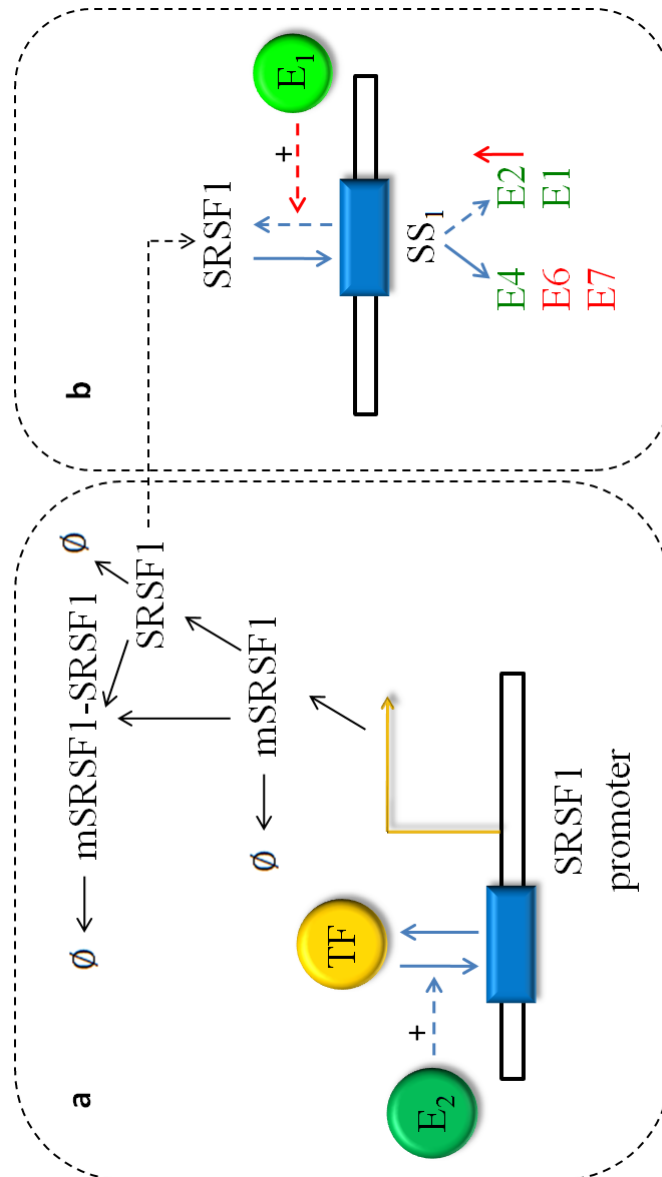 a
Ø
mSRSF1-SRSF1
Ø
SRSF1
Ø
mSRSF1
TF
+
E₂
SRSF1
promoter
b
SRSF1
+
E₁
SS₁
E4
E6
E7
E2
E1